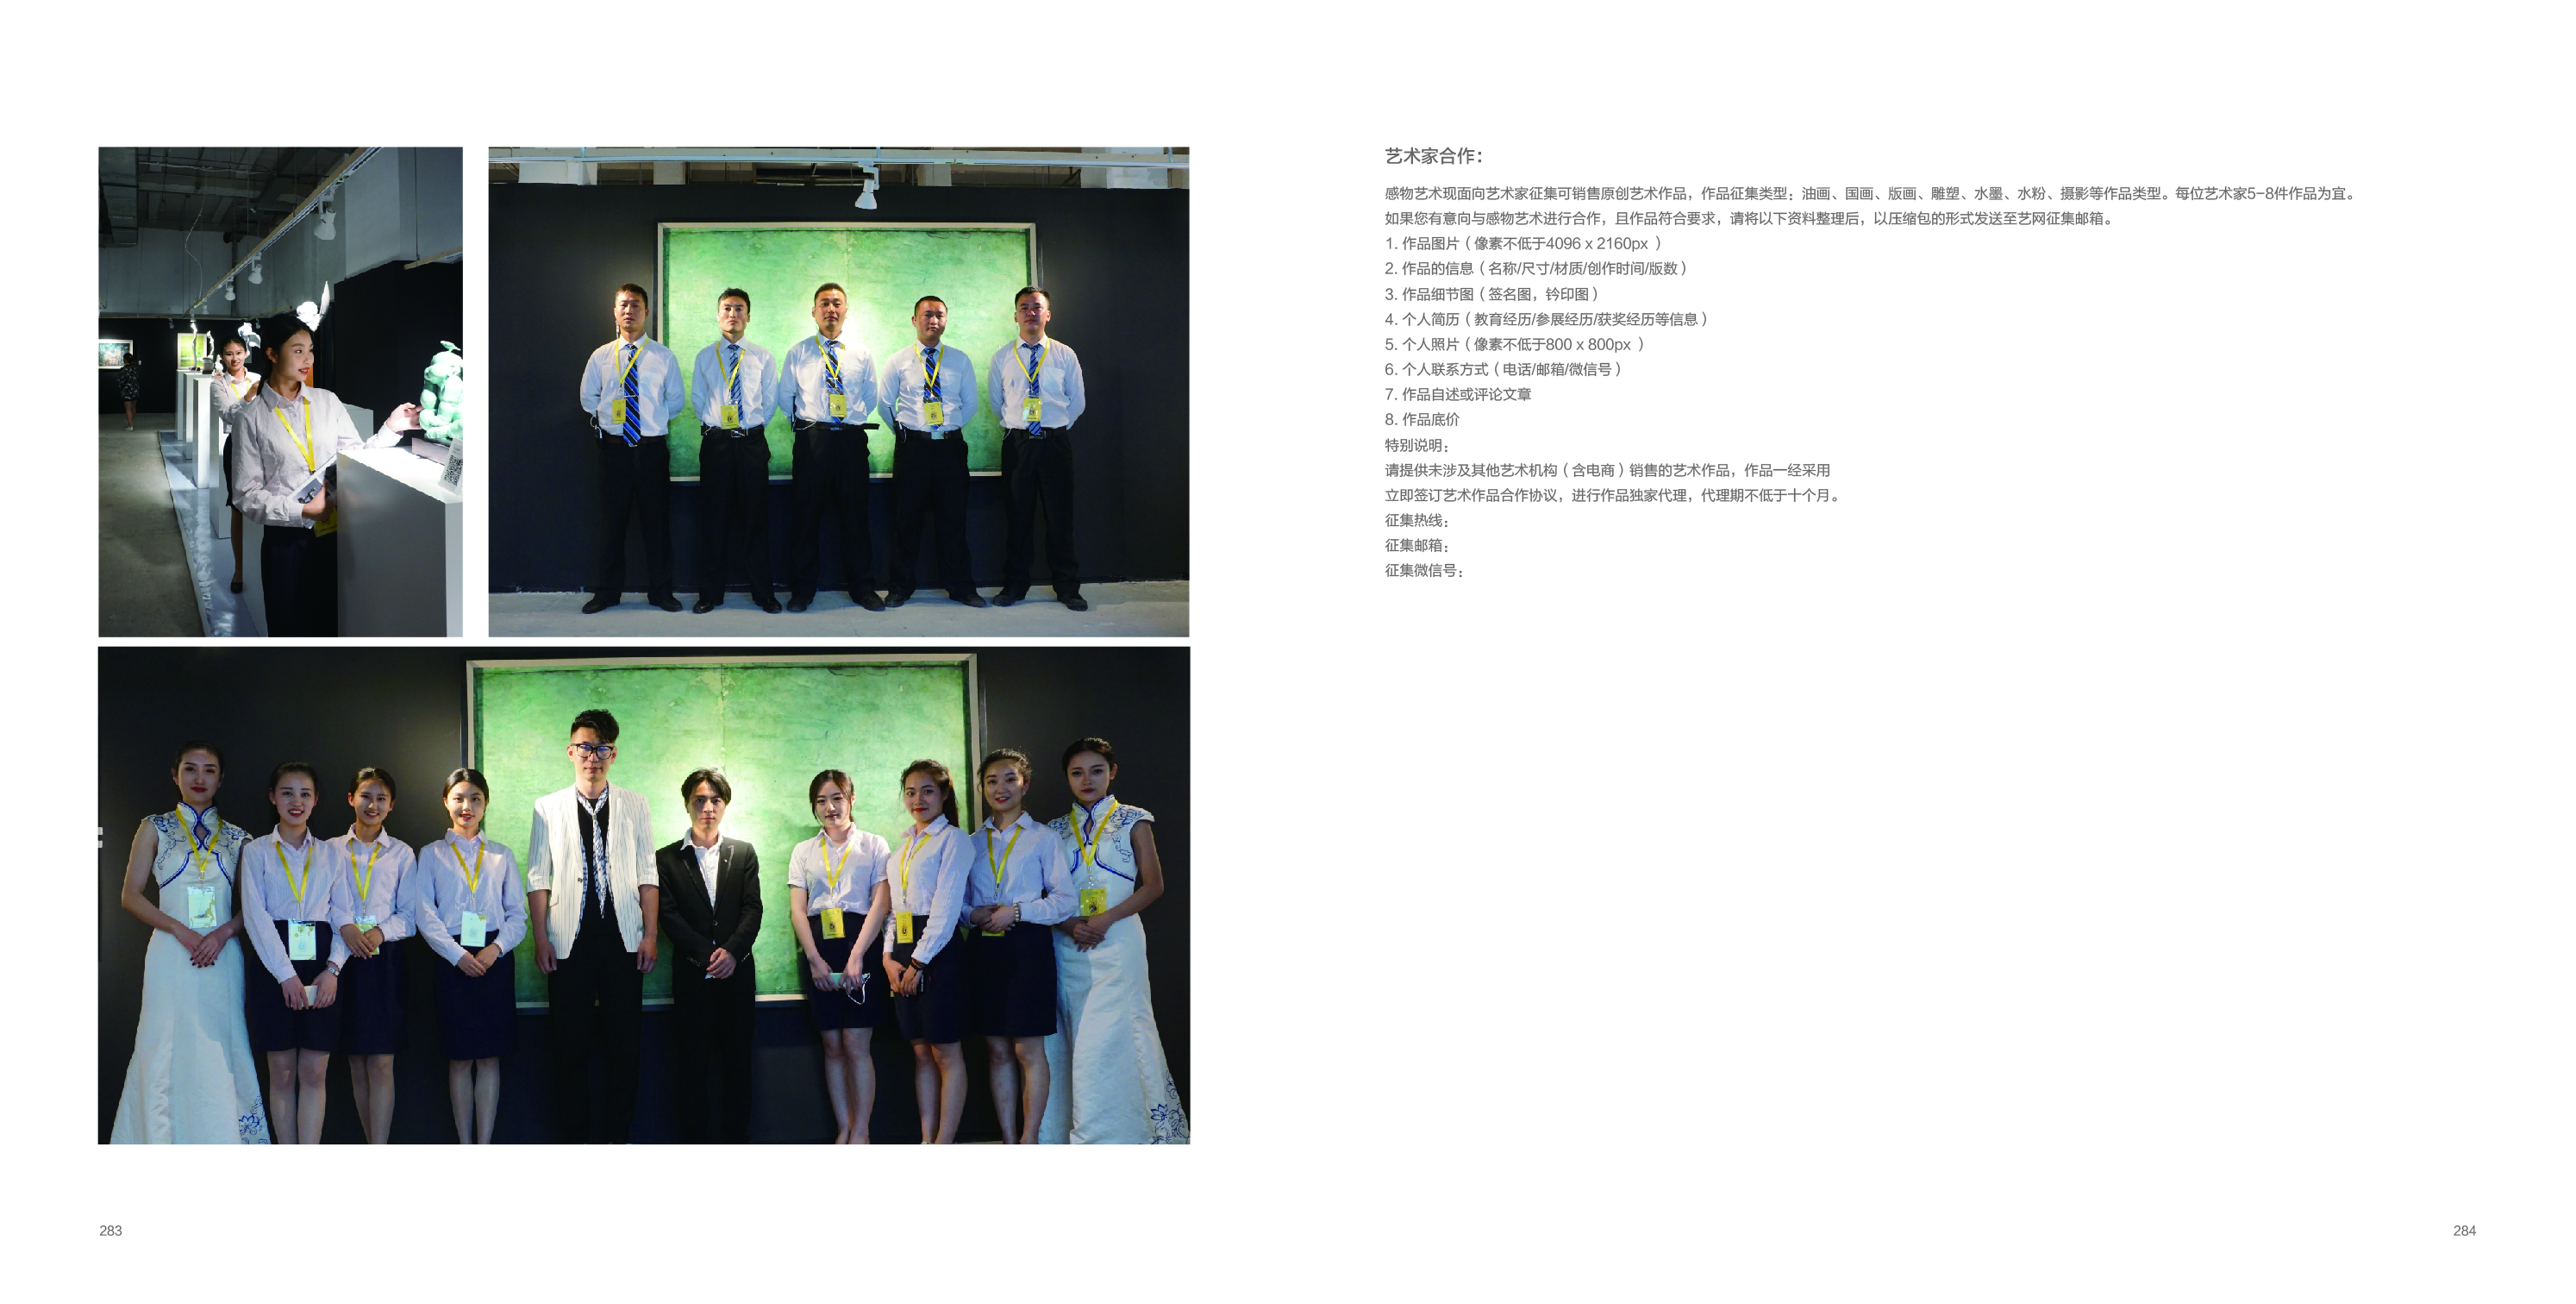 艺术家合作：
感物艺术现面向艺术家征集可销售原创艺术作品，作品征集类型：油画、国画、版画、雕塑、水墨、水粉、摄影等作品类型。每位艺术家5-8件作品为宜。
如果您有意向与感物艺术进行合作，且作品符合要求，请将以下资料整理后，以压缩包的形式发送至艺网征集邮箱。
1. 作品图片（像素不低于4096 x 2160px ）
2. 作品的信息（名称/尺寸/材质/创作时间/版数）
3. 作品细节图（签名图，钤印图）
4. 个人简历（教育经历/参展经历/获奖经历等信息）
5. 个人照片（像素不低于800 x 800px ）
6. 个人联系方式（电话/邮箱/微信号）
7. 作品自述或评论文章
8. 作品底价
特别说明：
请提供未涉及其他艺术机构（含电商）销售的艺术作品，作品一经采用
立即签订艺术作品合作协议，进行作品独家代理，代理期不低于十个月。
征集热线：
征集邮箱：
征集微信号：
283
284